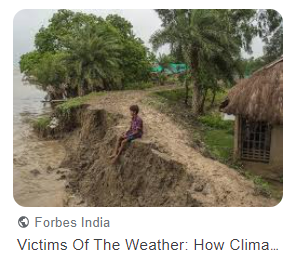 Forbes India
Victims Of The Weather: How Clima...